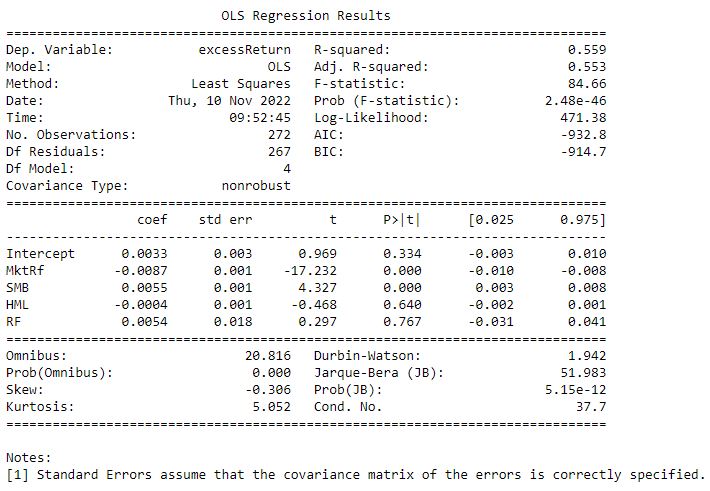 OLS Regression Results
==============================================================================
Dep. Variable:           excessReturn   R-squared:                       0.559
Model:                            OLS   Adj. R-squared:                  0.553
Method:                 Least Squares   F-statistic:                     84.66
Date:                Thu, 10 Nov 2022   Prob (F-statistic):           2.48e-46
Time:                        09:52:45   Log-Likelihood:                 471.38
No. Observations:                 272   AIC:                            -932.8
Df Residuals:                     267   BIC:                            -914.7
Df Model:                           4
Covariance Type:            nonrobust
==============================================================================
                 coef    std err          t      P>|t|      [0.025      0.975]
------------------------------------------------------------------------------
Intercept      0.0033      0.003      0.969      0.334      -0.003       0.010
MktRf         -0.0087      0.001    -17.232      0.000      -0.010      -0.008
SMB            0.0055      0.001      4.327      0.000       0.003       0.008
HML           -0.0004      0.001     -0.468      0.640      -0.002       0.001
RF             0.0054      0.018      0.297      0.767      -0.031       0.041
==============================================================================
Omnibus:                       20.816   Durbin-Watson:                   1.942
Prob(Omnibus):                  0.000   Jarque-Bera (JB):               51.983
Skew:                          -0.306   Prob(JB):                     5.15e-12
Kurtosis:                       5.052   Cond. No.                         37.7
==============================================================================
Notes:
[1] Standard Errors assume that the covariance matrix of the errors is correctly specified.